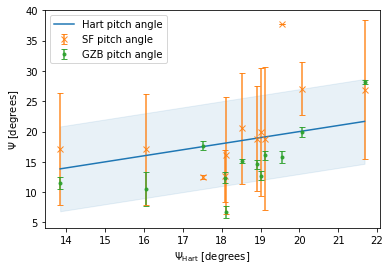 Hart pitch angle
SF pitch angle
GZB pitch angle
Ψ [degrees]
40
35
30
25
20
15
10
5
14 15 16 17 18 19 20 21 22
Ψ_Hart [degrees]